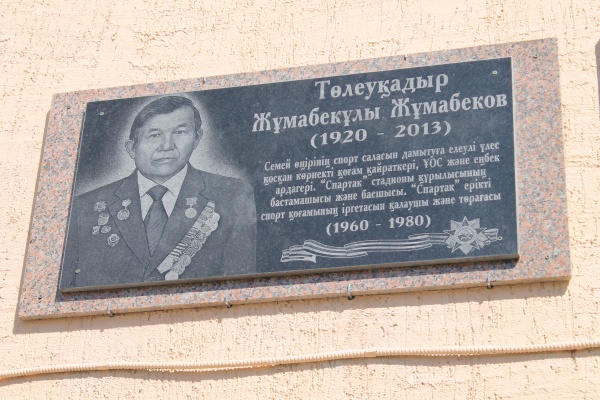 Төлеуқадыр
Жұмабекұлы Жұмабеков
(1920 - 2013)
Семей өңірінің спорт саласын дамытуға елеулі үлес
қосқан көрнекті қоғам қайраткері, ҰОС және еңбек
ардагері. "Спартак" стадионы құрылысының
бастамашысы және басшысы. "Спартак" ерікті
спорт қоғамының іргетасын қалаушы және төрағасы
(1960 - 1980)